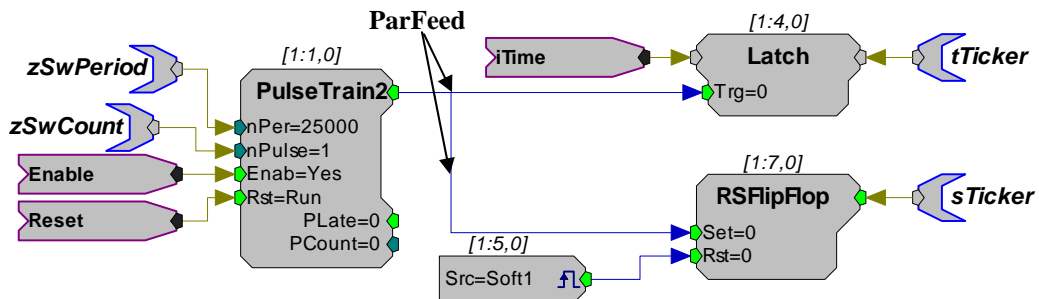 ParFeed
[1:4,0]
[1:1,0]
iTime
Latch
tTicker
zSwPeriod
PulseTrain2
Trg=0
zSwCount
nPer=25000
nPulse=1
[1:7,0]
Enable
Enab=Yes
RSFlipFlop
sTicker
Reset
Rst=Run
PLate=0
Set=0
PCount=0
[1:5,0]
Rst=0
Src=Soft1